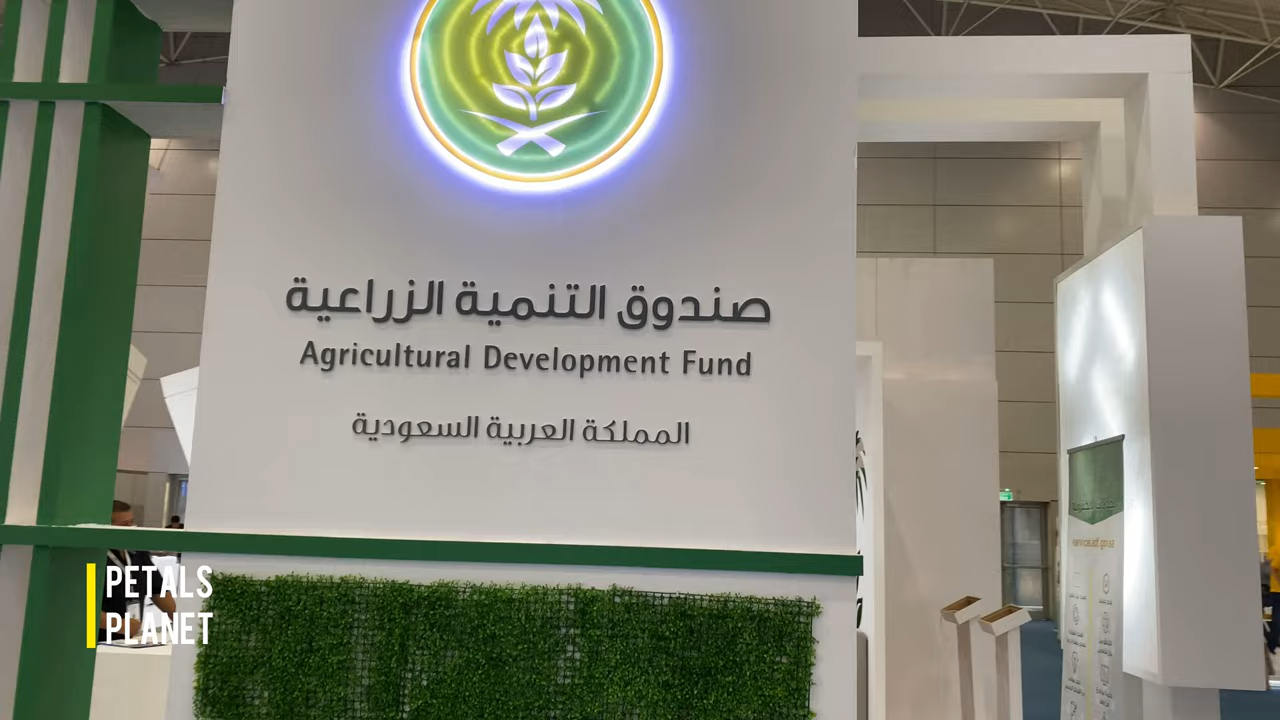 صندوق التنمية الزراعية
Agricultural Development Fund
المملكة العربية السعودية
PETALS
PLANET